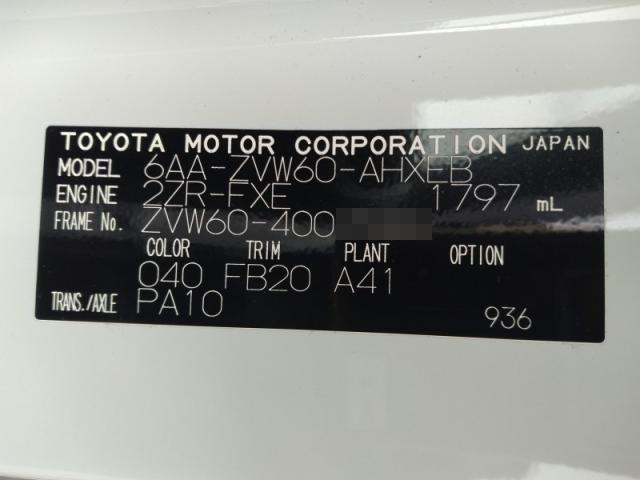 TOYOTA MOTOR CORPORATION JAPAN
MODEL 6AA-ZVW60-AHXEB
ENGINE 2ZR-FXE 1797 mL
FRAME No. ZVW60-400
COLOR TRIM PLANT OPTION
040 FB20 A41
TRANS./AXLE PA10
936